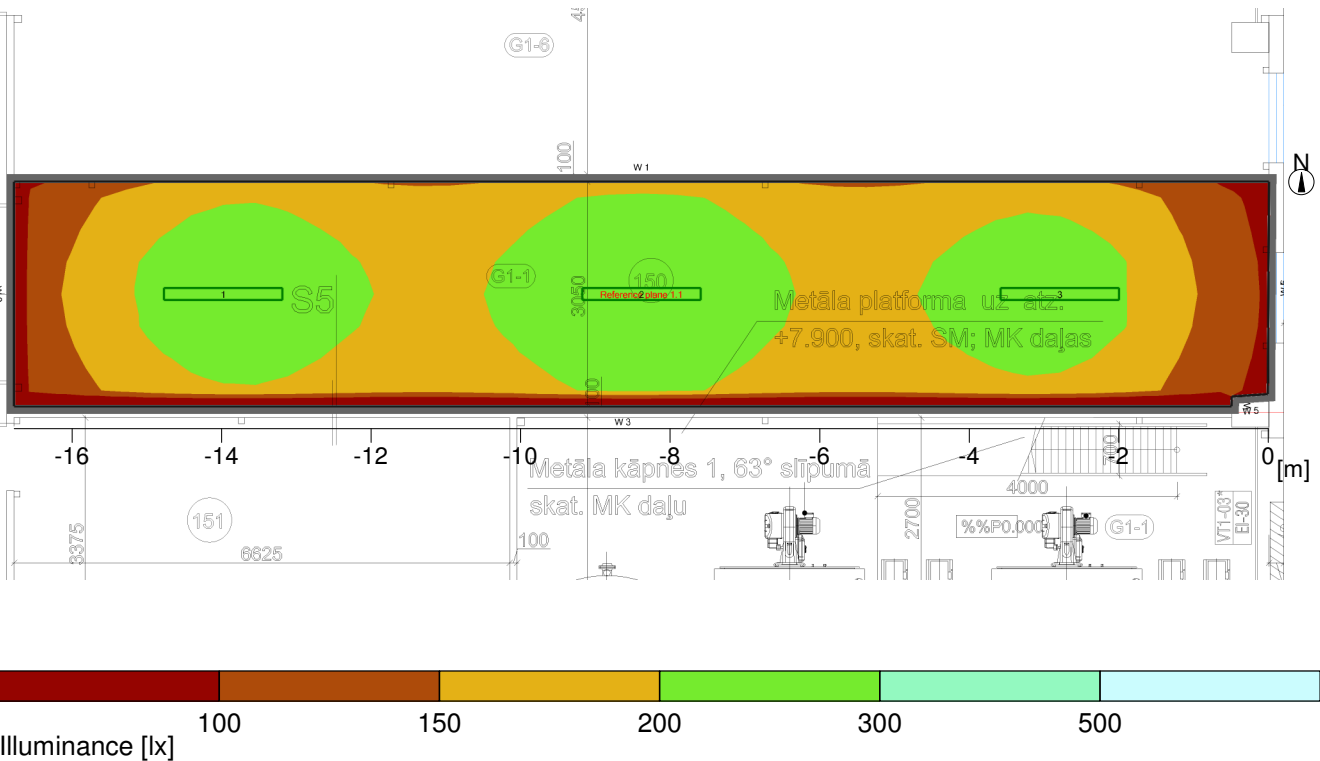 G1-6
100
W 1
N
G1-1
150
3050
1
S5
Reference plane 1.1
2
3
Metāla platforma uz atz.
+7.900, skat. SM; MK daļas
100
W 3
W 5
-16
-14
-12
-10
-8
-6
-4
-2
0
[m]
Metāla kāpnes 1, 63° slīpumā
skat. MK daļu
700
4000
151
3375
6625
100
2700
%%P0.000
G1-1
VT1-03*
EI-30
100
150
200
300
500
Illuminance [lx]